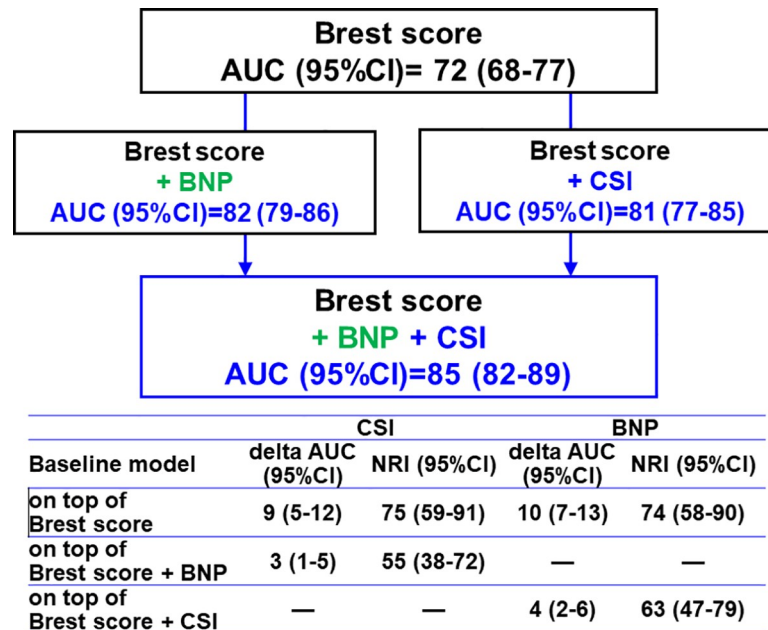 Brest score
AUC (95%CI)= 72 (68-77)
Brest score
+ BNP
AUC (95%CI)=82 (79-86)
Brest score
+ CSI
AUC (95%CI)=81 (77-85)
Brest score
+ BNP + CSI
AUC (95%CI)=85 (82-89)
CSI BNP
Baseline model delta AUC (95%CI) NRI (95%CI) delta AUC (95%CI) NRI (95%CI)
on top of
Brest score 9 (5-12) 75 (59-91) 10 (7-13) 74 (58-90)
on top of
Brest score + BNP 3 (1-5) 55 (38-72) — —
on top of
Brest score + CSI — — 4 (2-6) 63 (47-79)